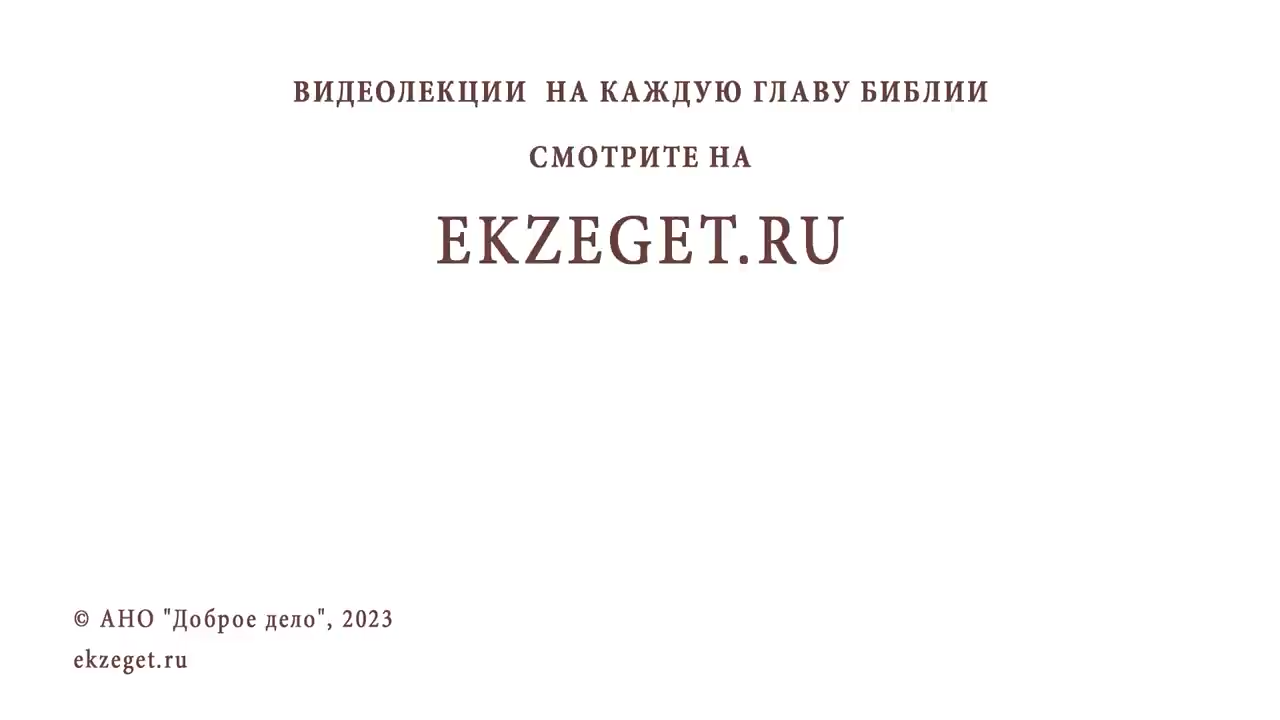 ВИДЕОЛЕКЦИИ НА КАЖДУЮ ГЛАВУ БИБЛИИ
СМОТРИТЕ НА
EKZEGET.RU
© АНО "Доброе дело", 2023
ekzeget.ru